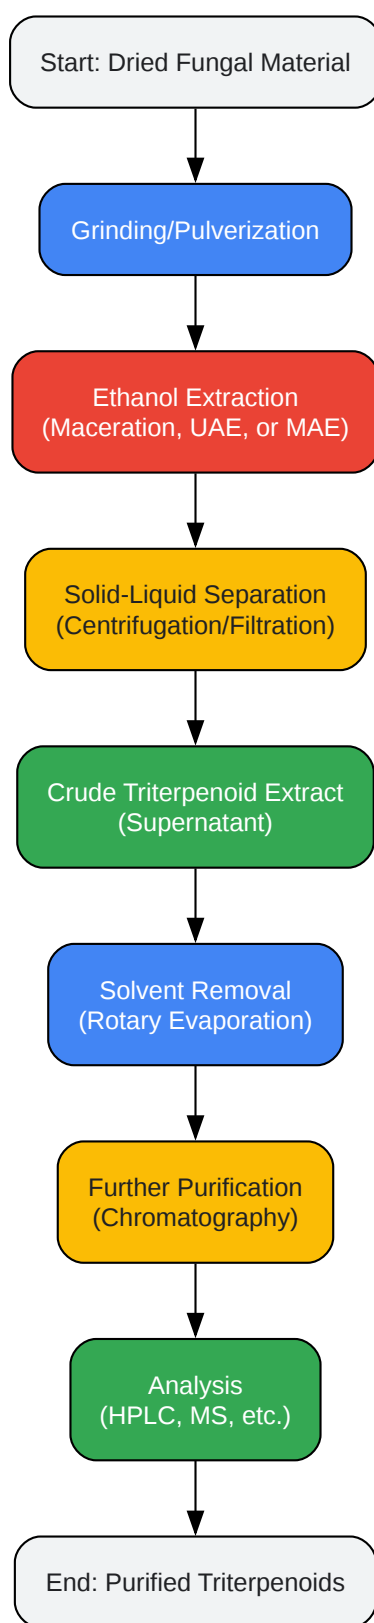 Start: Dried Fungal Material
Grinding/Pulverization
Ethanol Extraction
(Maceration, UAE, or MAE)
Solid-Liquid Separation
(Centrifugation/Filtration)
Crude Triterpenoid Extract
(Supernatant)
Solvent Removal
(Rotary Evaporation)
Further Purification
(Chromatography)
Analysis
(HPLC, MS, etc.)
End: Purified Triterpenoids